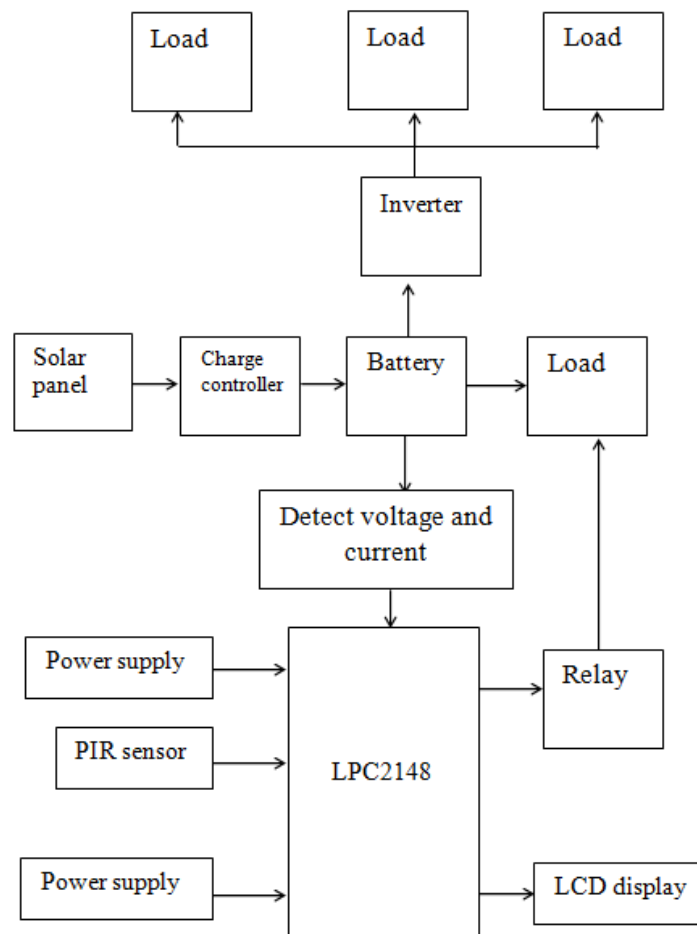 Load
Load
Load
Inverter
Solar
panel
Charge
controller
Battery
Load
Detect voltage and
current
Power supply
PIR sensor
Power supply
LPC2148
Relay
LCD display